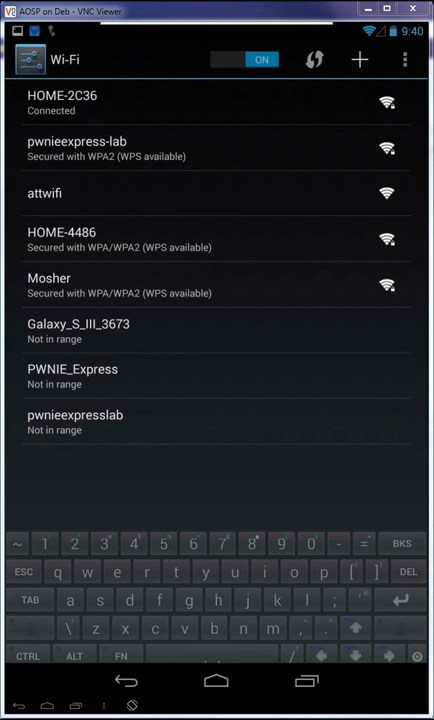 AOSP on Deb - VNC Viewer
9:40
Wi-Fi
ON
HOME-2C36
Connected
pwnieexpress-lab
Secured with WPA2 (WPS available)
attwifi
HOME-4486
Secured with WPA/WPA2 (WPS available)
Mosher
Secured with WPA/WPA2 (WPS available)
Galaxy_S_III_3673
Not in range
PWNIE_Express
Not in range
pwnieexpresslab
Not in range
~ 1 2 3 4 5 6 7 8 9 0 - = BKS
ESC q w e r t y u i o p [ ] DEL
TAB a s d f g h j k l ; '
\ z x c v b n m , .
CTRL ALT FN /